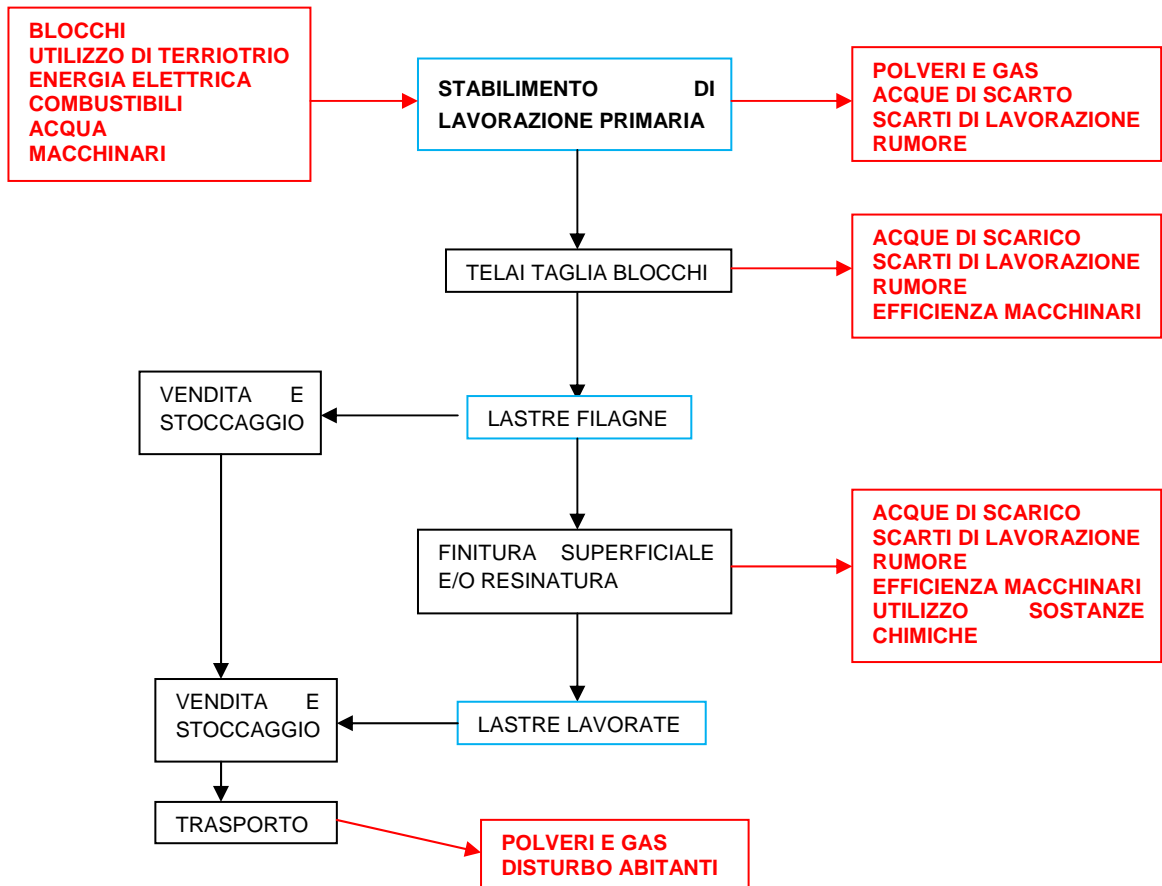 BLOCCHI
UTILIZZO DI TERRIOTRIO
ENERGIA ELETTRICA
COMBUSTIBILI
ACQUA
MACCHINARI
STABILIMENTO DI
LAVORAZIONE PRIMARIA
POLVERI E GAS
ACQUE DI SCARTO
SCARTI DI LAVORAZIONE
RUMORE
TELAI TAGLIA BLOCCHI
ACQUE DI SCARICO
SCARTI DI LAVORAZIONE
RUMORE
EFFICIENZA MACCHINARI
VENDITA E
STOCCAGGIO
LASTRE FILAGNE
FINITURA SUPERFICIALE
E/O RESINATURA
ACQUE DI SCARICO
SCARTI DI LAVORAZIONE
RUMORE
EFFICIENZA MACCHINARI
UTILIZZO SOSTANZE
CHIMICHE
VENDITA E
STOCCAGGIO
LASTRE LAVORATE
TRASPORTO
POLVERI E GAS
DISTURBO ABITANTI